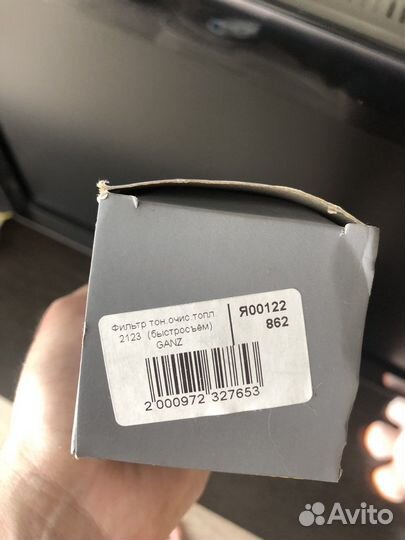 Фильтр тон.очис.топл
2123 (быстросъём)
GANZ
Я00122
862
2 000972 327653
Avito